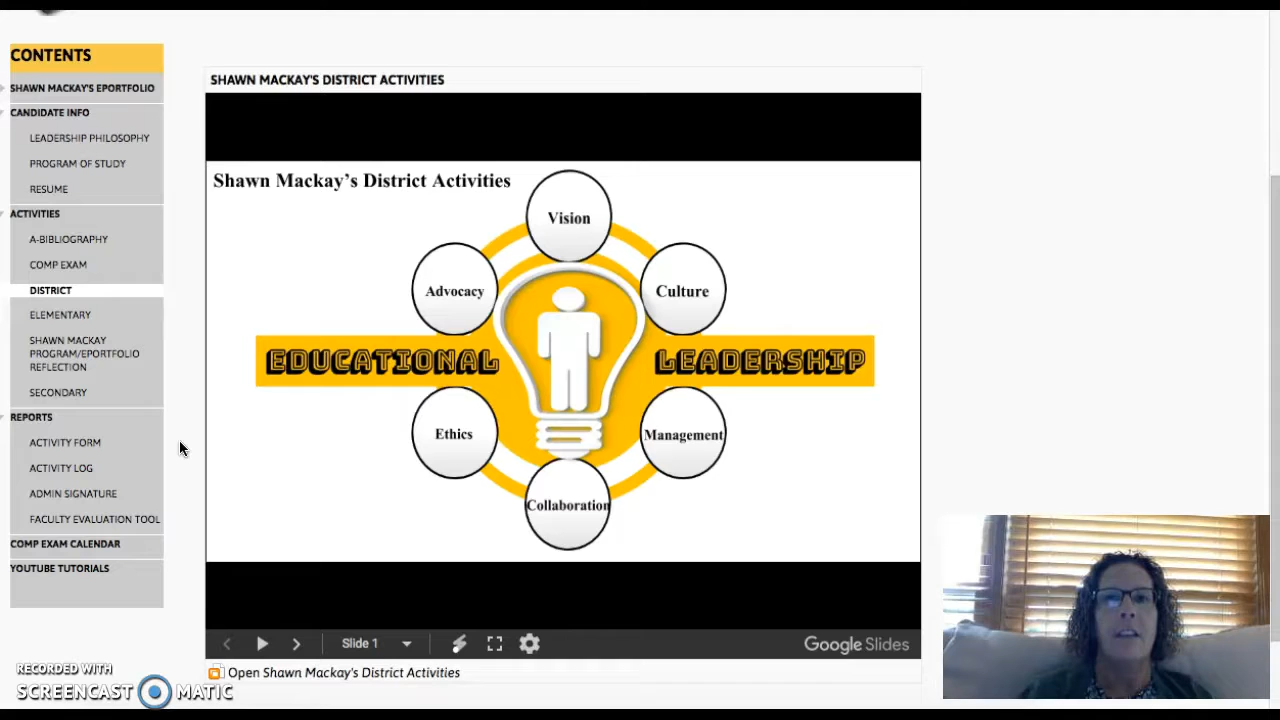 CONTENTS
SHAWN MACKAY'S EPORTFOLIO
CANDIDATE INFO
LEADERSHIP PHILOSOPHY
PROGRAM OF STUDY
RESUME
ACTIVITIES
A-BIBLIOGRAPHY
COMP EXAM
DISTRICT
ELEMENTARY
SHAWN MACKAY
PROGRAM/EPORTFOLIO
REFLECTION
SECONDARY
REPORTS
ACTIVITY FORM
ACTIVITY LOG
ADMIN SIGNATURE
FACULTY EVALUATION TOOL
COMP EXAM CALENDAR
YOUTUBE TUTORIALS
SHAWN MACKAY'S DISTRICT ACTIVITIES
Shawn Mackay's District Activities
Vision
Advocacy
Culture
EDUCATIONAL LEADERSHIP
Ethics
Management
Collaboration
Slide 1
Google Slides
Open Shawn Mackay's District Activities
RECORDED WITH
SCREENCAST MATIC